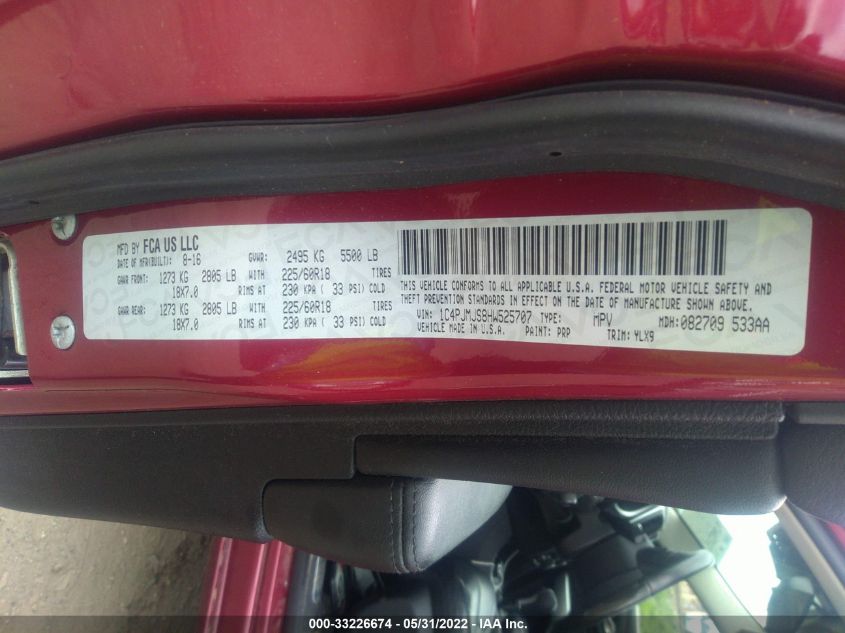 MFD BY FCA US LLC
DATE OF MFR(BUILT): 8-16 GVWR: 2495 KG 5500 LB
GAWR FRONT: 1273 KG 2805 LB WITH 225/60R18 TIRES
18X7.0 RIMS AT 230 KPA ( 33 PSI) COLD
GAWR REAR: 1273 KG 2805 LB WITH 225/60R18 TIRES
18X7.0 RIMS AT 230 KPA ( 33 PSI) COLD
THIS VEHICLE CONFORMS TO ALL APPLICABLE U.S.A. FEDERAL MOTOR VEHICLE SAFETY AND
THEFT PREVENTION STANDARDS IN EFFECT ON THE DATE OF MANUFACTURE SHOWN ABOVE.
VIN: 1C4PJMJS8HW525707 TYPE: MPV MDH: 082709 533AA
VEHICLE MADE IN U.S.A. PAINT: PRP TRIM: YLX9
000-33226674 - 05/31/2022 - IAA Inc.